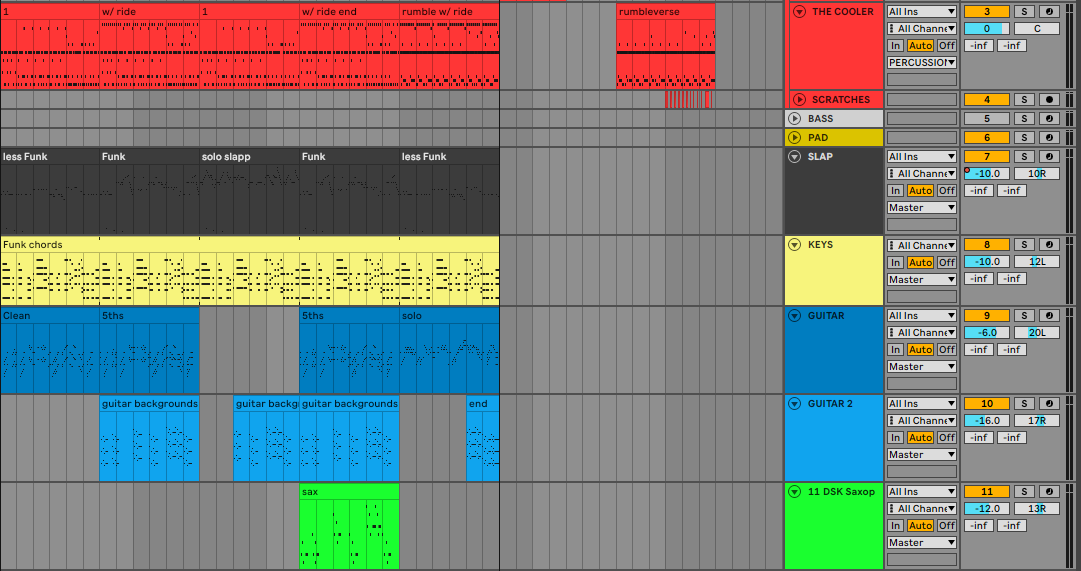 1 w/ ride 1 w/ ride end rumble w/ ride rumbleverse THE COOLER All Ins 3 S
All Channe 0 C
In Auto Off -inf -inf
PERCUSSION
SCRATCHES 4 S
BASS 5 S
PAD 6 S
less Funk Funk solo slapp Funk less Funk SLAP All Ins 7 S
All Channe -10.0 10R
In Auto Off -inf -inf
Master
Funk chords KEYS All Channe 8 S
In Auto Off -10.0 12L
Master -inf -inf
Clean 5ths 5ths solo GUITAR All Ins 9 S
All Channe -6.0 20L
In Auto Off -inf -inf
Master
guitar backgrounds guitar backg guitar backgrounds end GUITAR 2 All Ins 10 S
All Channe -16.0 17R
In Auto Off -inf -inf
Master
sax 11 DSK Saxop All Ins 11 S
All Channe -12.0 13R
In Auto Off -inf -inf
Master